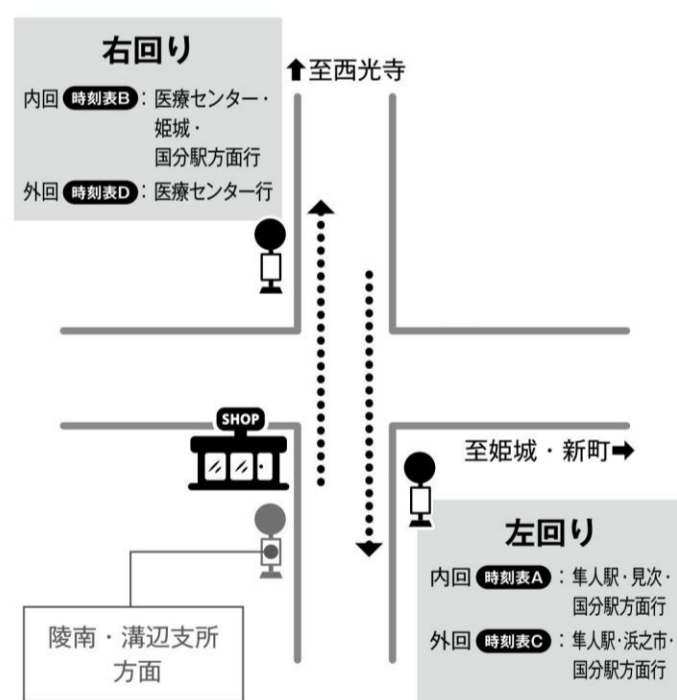 右回り
内回 時刻表B : 医療センター・
姫城・
国分駅方面行
外回 時刻表D : 医療センター行
⬆至西光寺
SHOP
至姫城・新町➡
左回り
内回 時刻表A : 隼人駅・見次・
国分駅方面行
外回 時刻表C : 隼人駅・浜之市・
国分駅方面行
陵南・溝辺支所
方面